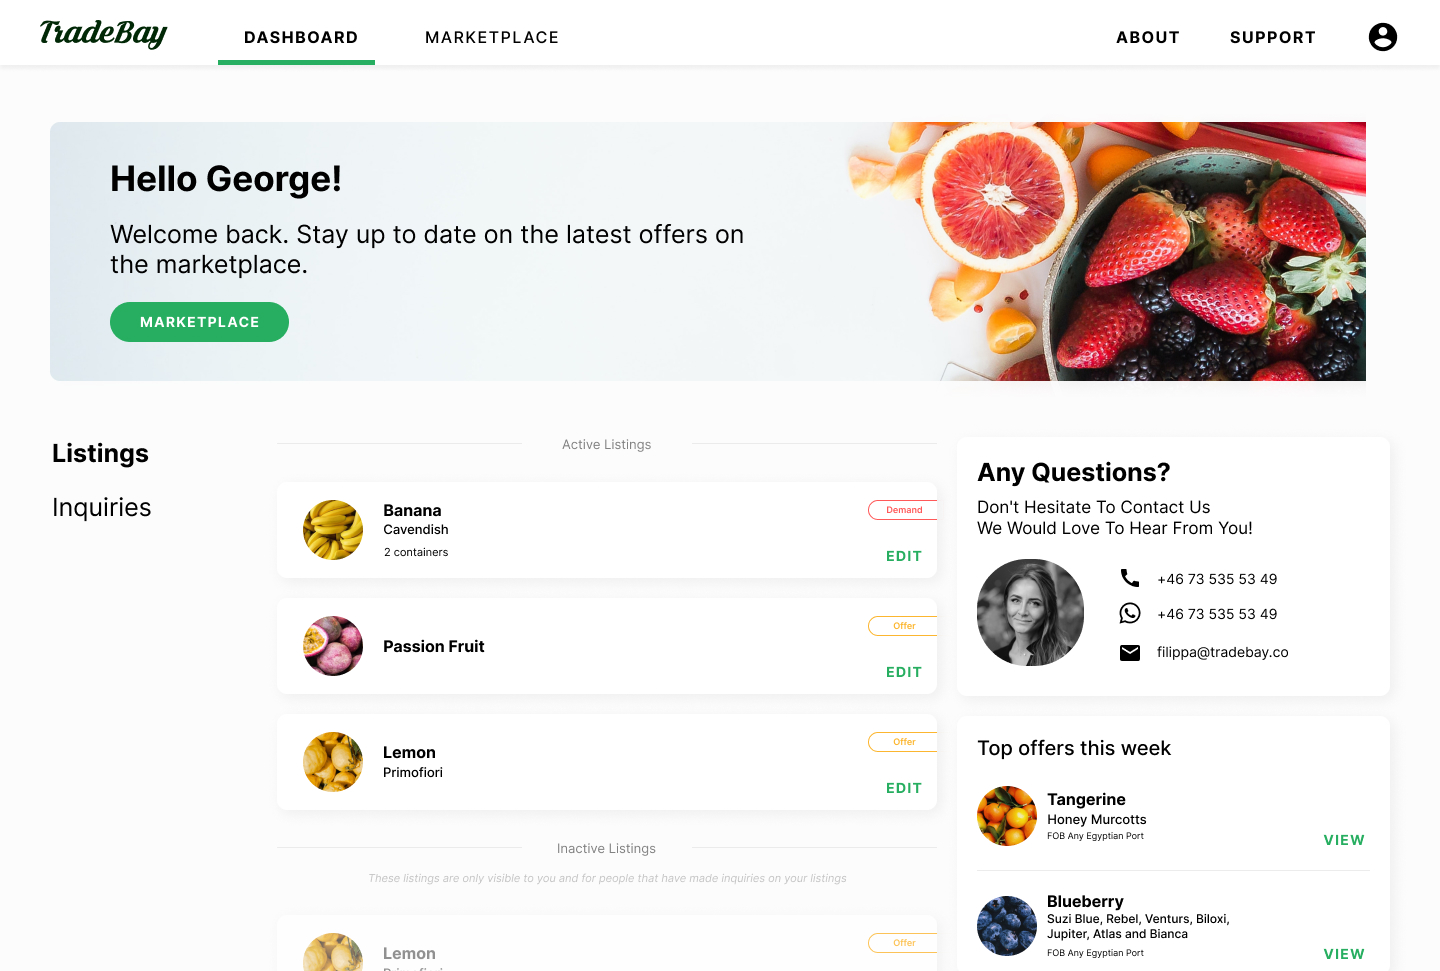 TradeBay
DASHBOARD
MARKETPLACE
ABOUT
SUPPORT
Hello George!
Welcome back. Stay up to date on the latest offers on
the marketplace.
MARKETPLACE
Listings
Inquiries
Active Listings
Banana
Cavendish
2 containers
Demand
EDIT
Passion Fruit
Offer
EDIT
Lemon
Primofiori
Offer
EDIT
Inactive Listings
These listings are only visible to you and for people that have made inquiries on your listings
Lemon
Primofiori
Offer
Any Questions?
Don't Hesitate To Contact Us
We Would Love To Hear From You!
+46 73 535 53 49
+46 73 535 53 49
filippa@tradebay.co
Top offers this week
Tangerine
Honey Murcotts
FOB Any Egyptian Port
VIEW
Blueberry
Suzi Blue, Rebel, Venturs, Biloxi,
Jupiter, Atlas and Bianca
FOB Any Egyptian Port
VIEW